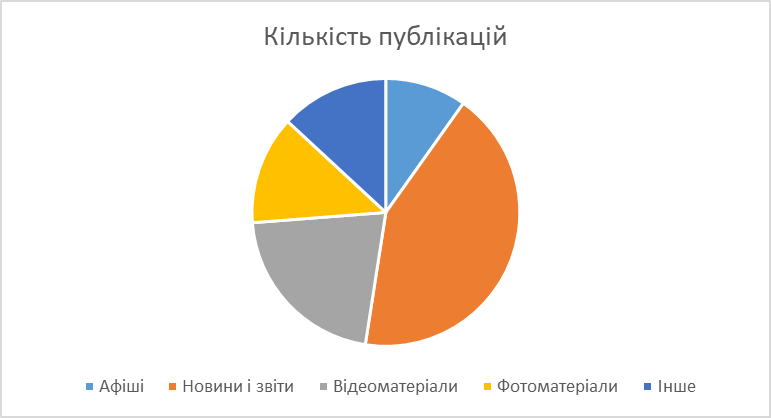 Кількість публікацій
Афіші Новини і звіти Відеоматеріали Фотоматеріали Інше